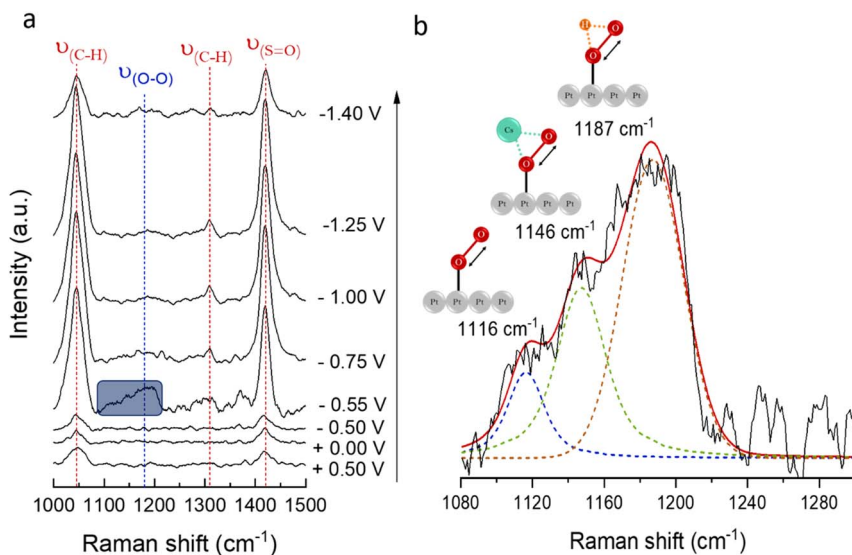 a
υ(C-H)
υ(O-O)
υ(C-H)
υ(S=O)
-1.40 V
-1.25 V
- 1.00 V
- 0.75 V
- 0.55 V
- 0.50 V
+ 0.00 V
+ 0.50 V
1000 1100 1200 1300 1400 1500
Raman shift (cm-1)
Intensity (a.u.)
b
H O
O
Pt Pt Pt Pt
1187 cm-1
Cs O
O
Pt Pt Pt Pt
1146 cm-1
O
O
Pt Pt Pt Pt
1116 cm-1
1080 1120 1160 1200 1240 1280
Raman shift (cm-1)